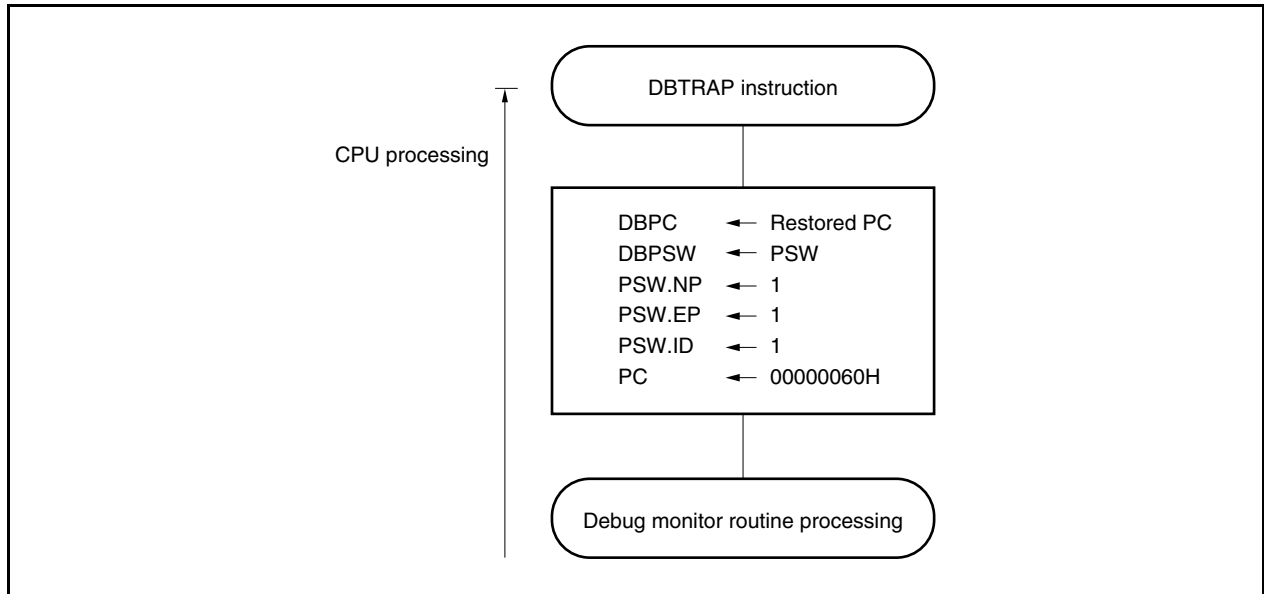 DBTRAP instruction
CPU processing
DBPC ← Restored PC
DBPSW ← PSW
PSW.NP ← 1
PSW.EP ← 1
PSW.ID ← 1
PC ← 00000060H
Debug monitor routine processing